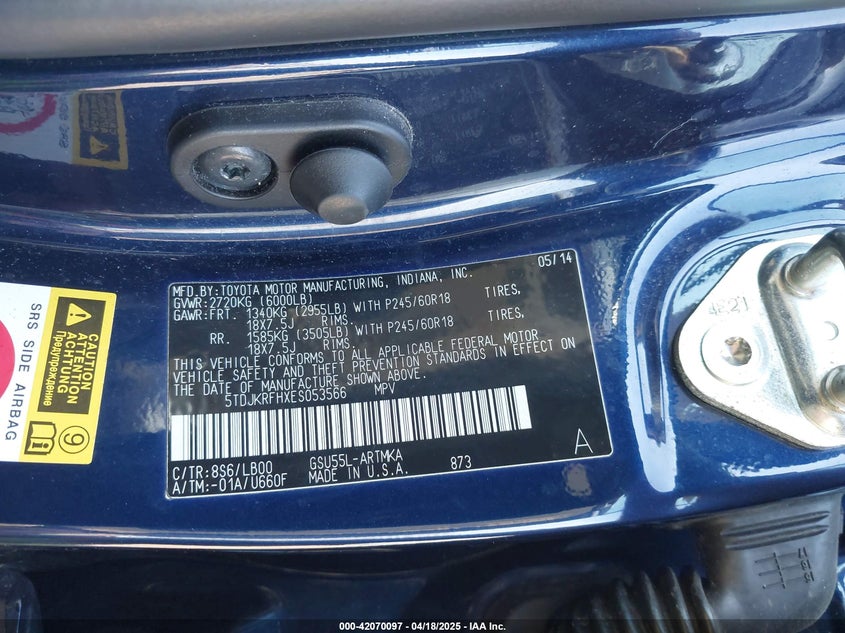 MFD.BY:TOYOTA MOTOR MANUFACTURING, INDIANA, INC. 05/14
GVWR:2720KG (6000LB)
GAWR:FRT. 1340KG (2955LB) WITH P245/60R18 TIRES,
18X7.5J RIMS
RR. 1585KG (3505LB) WITH P245/60R18 TIRES,
18X7.5J RIMS,
THIS VEHICLE CONFORMS TO ALL APPLICABLE FEDERAL MOTOR
VEHICLE SAFETY AND THEFT PREVENTION STANDARDS IN EFFECT ON
THE DATE OF MANUFACTURE SHOWN ABOVE.
5TDJKRFHXES053566 MPV
C/TR:8S6/LB00 GSU55L-ARTMKA
A/TM:-01A/U660F MADE IN U.S.A. 873 A
SRS SIDE AIRBAG
CAUTION
ATTENTION
ACHTUNG
Предупреждение
9
4221
000-42070097 - 04/18/2025 - IAA Inc.